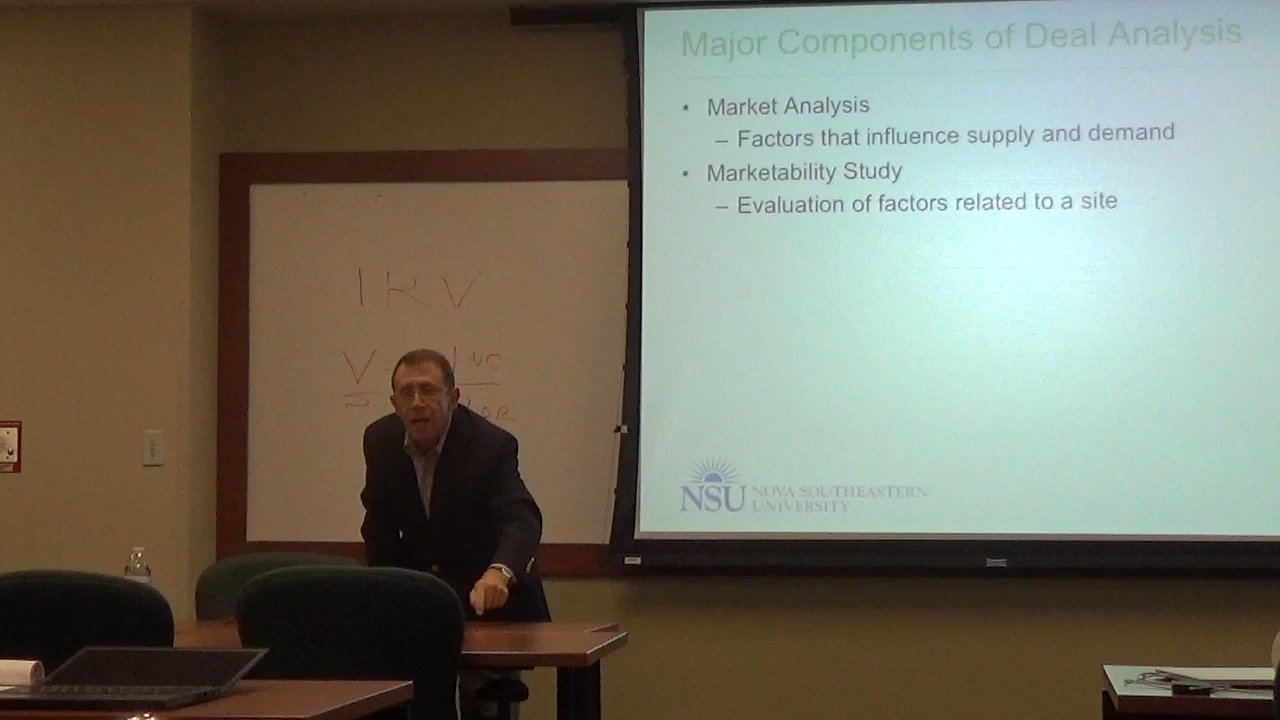 Major Components of Deal Analysis
• Market Analysis
– Factors that influence supply and demand
• Marketability Study
– Evaluation of factors related to a site
NSU NOVA SOUTHEASTERN
UNIVERSITY
I R V
V
INC